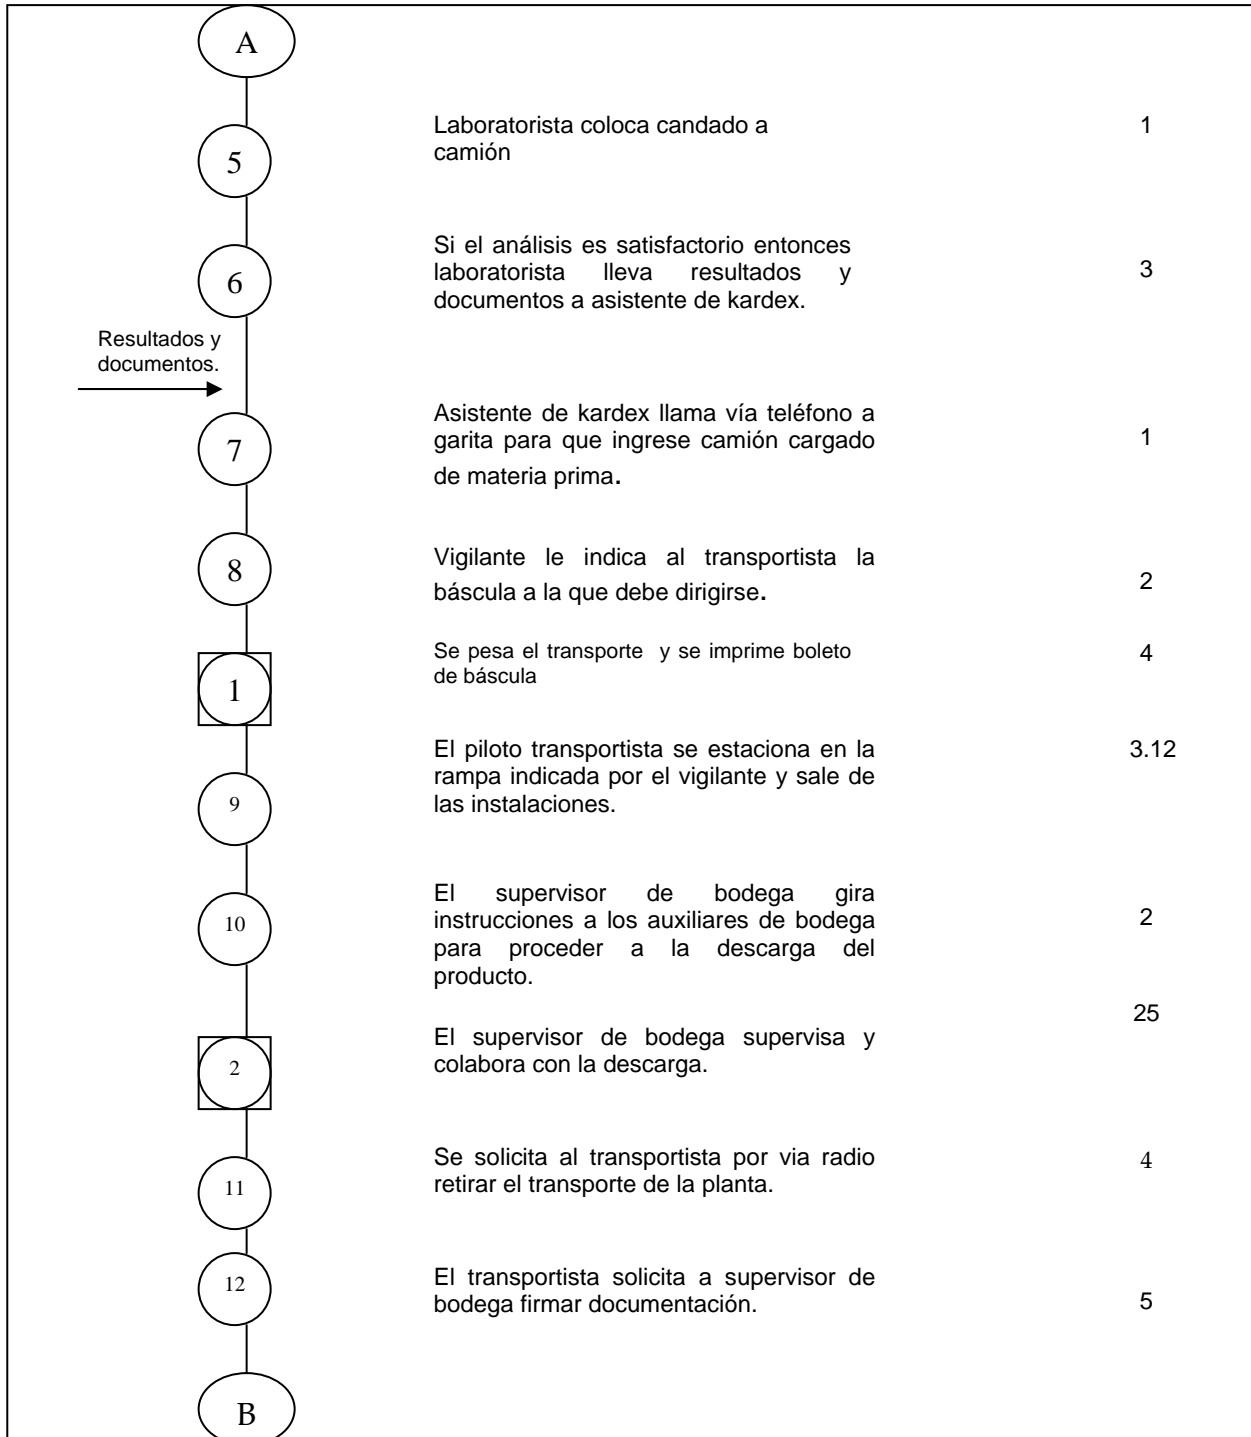 A
5
Laboratorista coloca candado a
camión
1
6
Si el análisis es satisfactorio entonces
laboratorista lleva resultados y
documentos a asistente de kardex.
3
Resultados y
documentos.
7
Asistente de kardex llama vía teléfono a
garita para que ingrese camión cargado
de materia prima.
1
8
Vigilante le indica al transportista la
báscula a la que debe dirigirse.
2
1
Se pesa el transporte y se imprime boleto
de báscula
4
9
El piloto transportista se estaciona en la
rampa indicada por el vigilante y sale de
las instalaciones.
3.12
10
El supervisor de bodega gira
instrucciones a los auxiliares de bodega
para proceder a la descarga del
producto.
2
2
El supervisor de bodega supervisa y
colabora con la descarga.
25
11
Se solicita al transportista por via radio
retirar el transporte de la planta.
4
12
El transportista solicita a supervisor de
bodega firmar documentación.
5
B